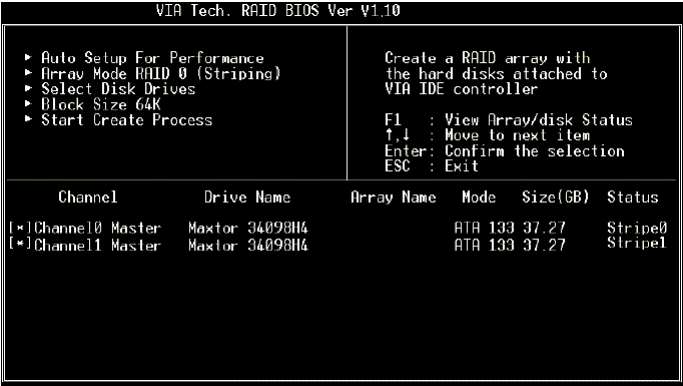 VIA Tech. RAID BIOS Ver V1.10
► Auto Setup For Performance
► Array Mode RAID 0 (Striping)
► Select Disk Drives
► Block Size 64K
► Start Create Process
Create a RAID array with
the hard disks attached to
VIA IDE controller
F1 : View Array/disk Status
↑,↓ : Move to next item
Enter: Confirm the selection
ESC : Exit
Channel Drive Name Array Name Mode Size(GB) Status
[*]Channel0 Master Maxtor 34098H4 ATA 133 37.27 Stripe0
[*]Channel1 Master Maxtor 34098H4 ATA 133 37.27 Stripe1